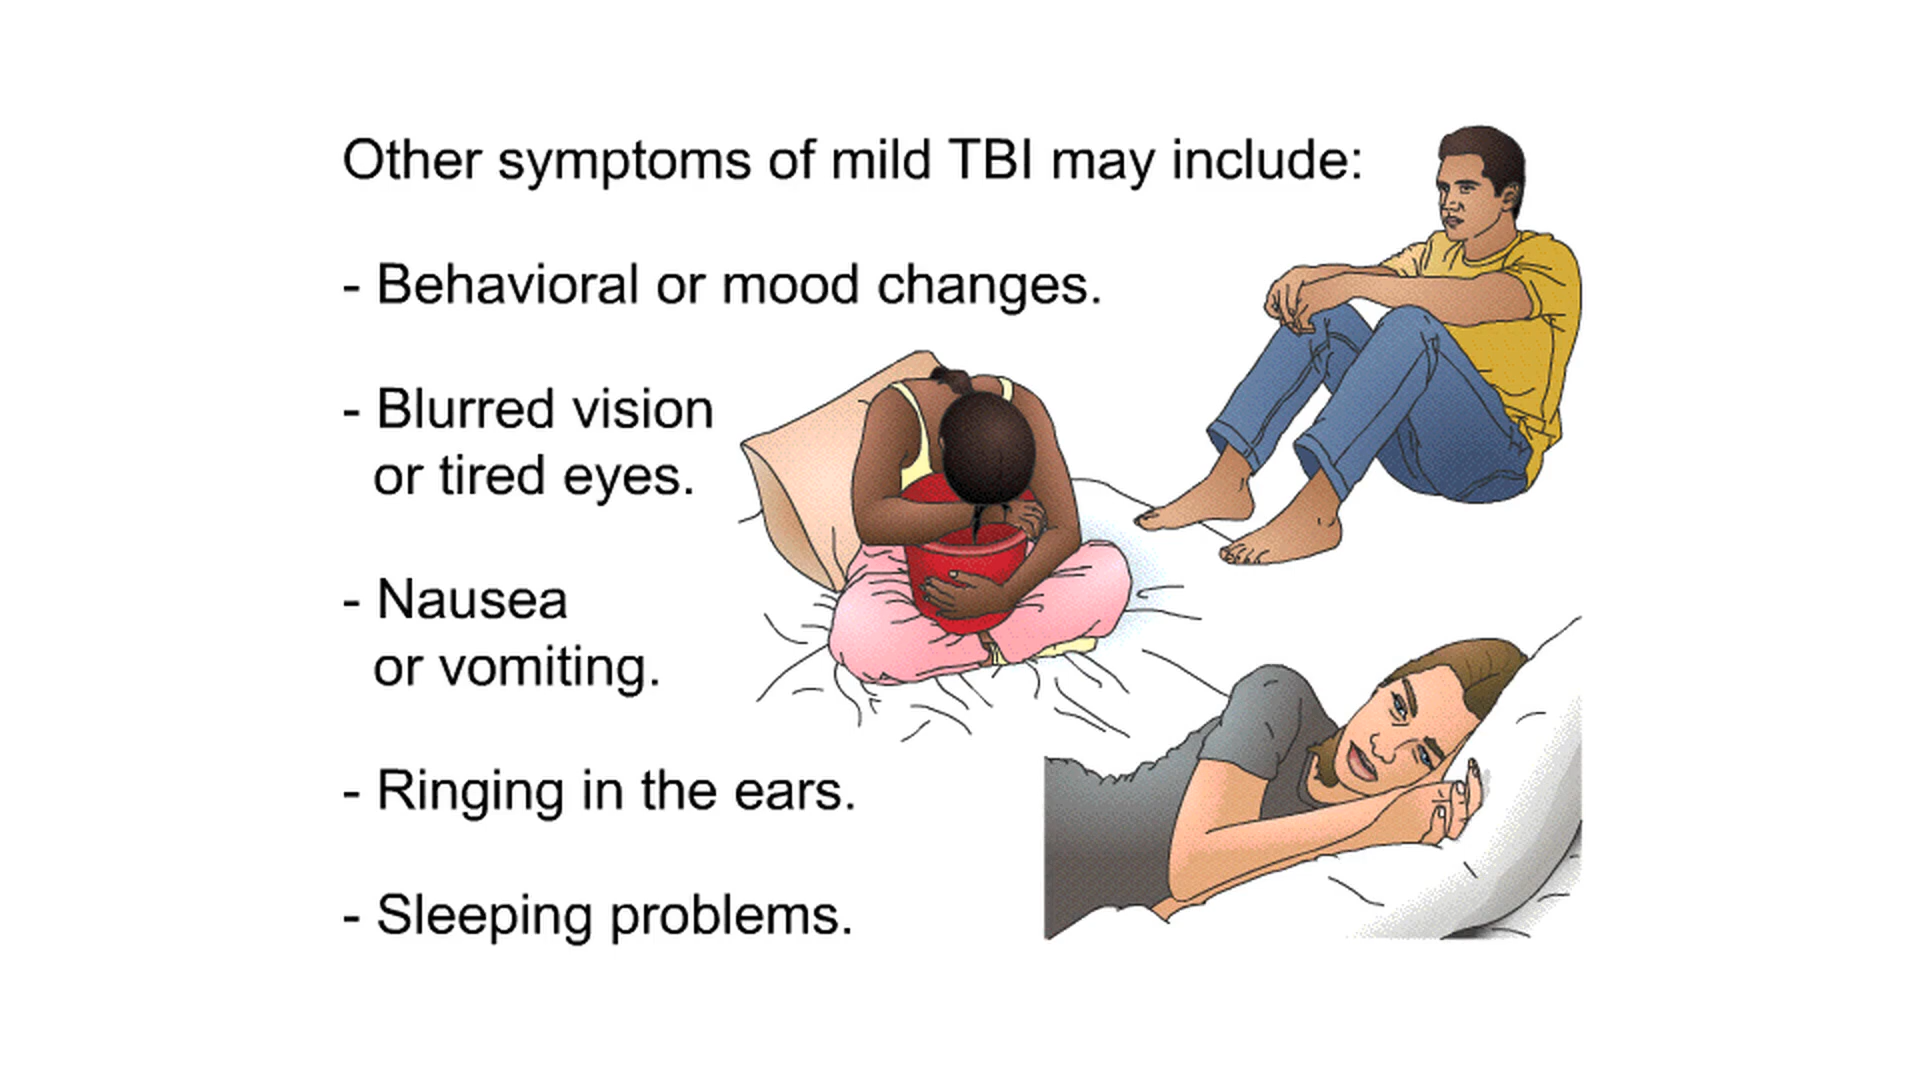 Other symptoms of mild TBI may include:
- Behavioral or mood changes.
- Blurred vision
or tired eyes.
- Nausea
or vomiting.
- Ringing in the ears.
- Sleeping problems.